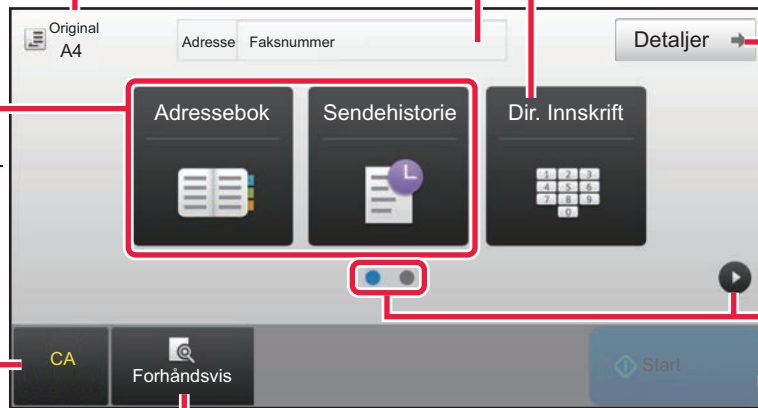 Original
A4
Adresse Faksnummer
Detaljer
Adressebok
Sendehistorie
Dir. Innskrift
1 2 3
4 5 6
7 8 9
0
CA
Forhåndsvis
Start